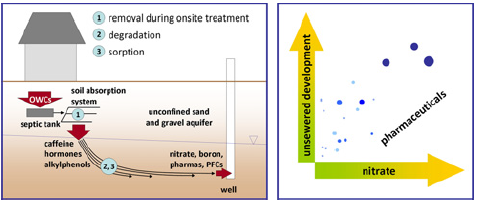 1 removal during onsite treatment
2 degradation
3 sorption
soil absorption
system
OWCs
1
septic tank
unconfined sand
and gravel aquifer
caffeine
hormones
alkylphenols
2, 3
nitrate, boron,
pharmas, PFCs
well
unsewered development
pharmaceuticals
nitrate